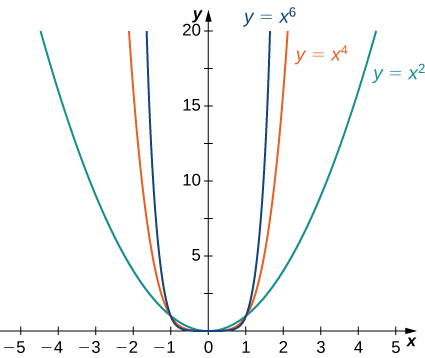 y
y = x⁶
y = x⁴
y = x²
20
15
10
5
−5 −4 −3 −2 −1 0 1 2 3 4 5 x